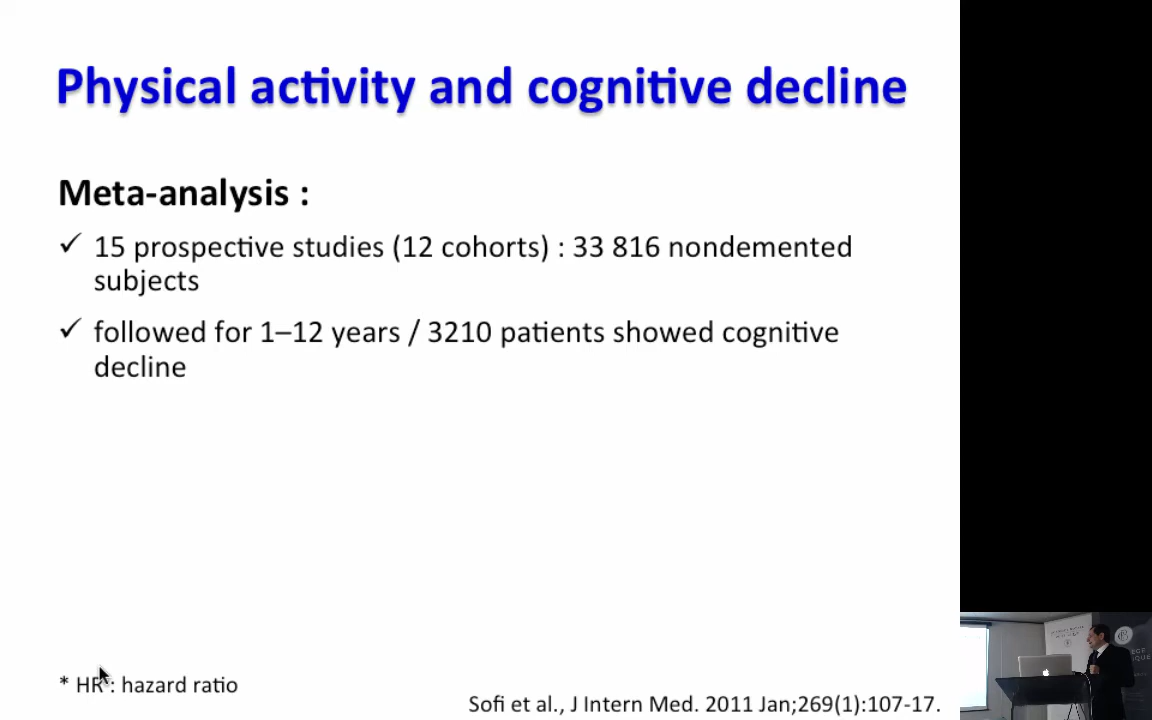 Physical activity and cognitive decline
Meta-analysis :
✓ 15 prospective studies (12 cohorts) : 33 816 nondemented
subjects
✓ followed for 1–12 years / 3210 patients showed cognitive
decline
* HR : hazard ratio
Sofi et al., J Intern Med. 2011 Jan;269(1):107-17.